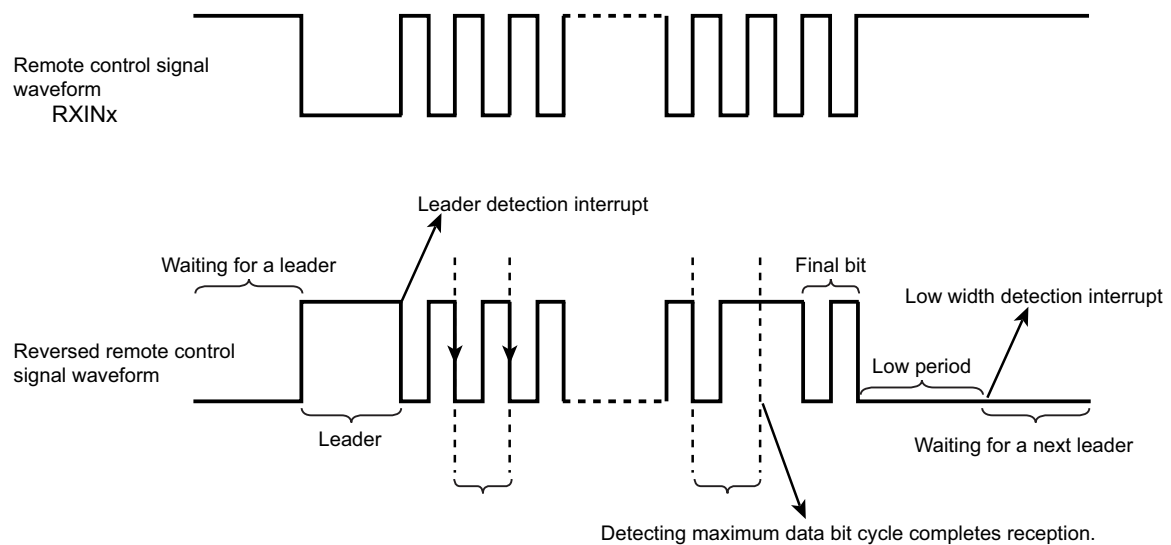 Remote control signal
waveform
RXINx
Leader detection interrupt
Waiting for a leader
Final bit
Low width detection interrupt
Reversed remote control
signal waveform
Low period
Leader
Waiting for a next leader
Detecting maximum data bit cycle completes reception.